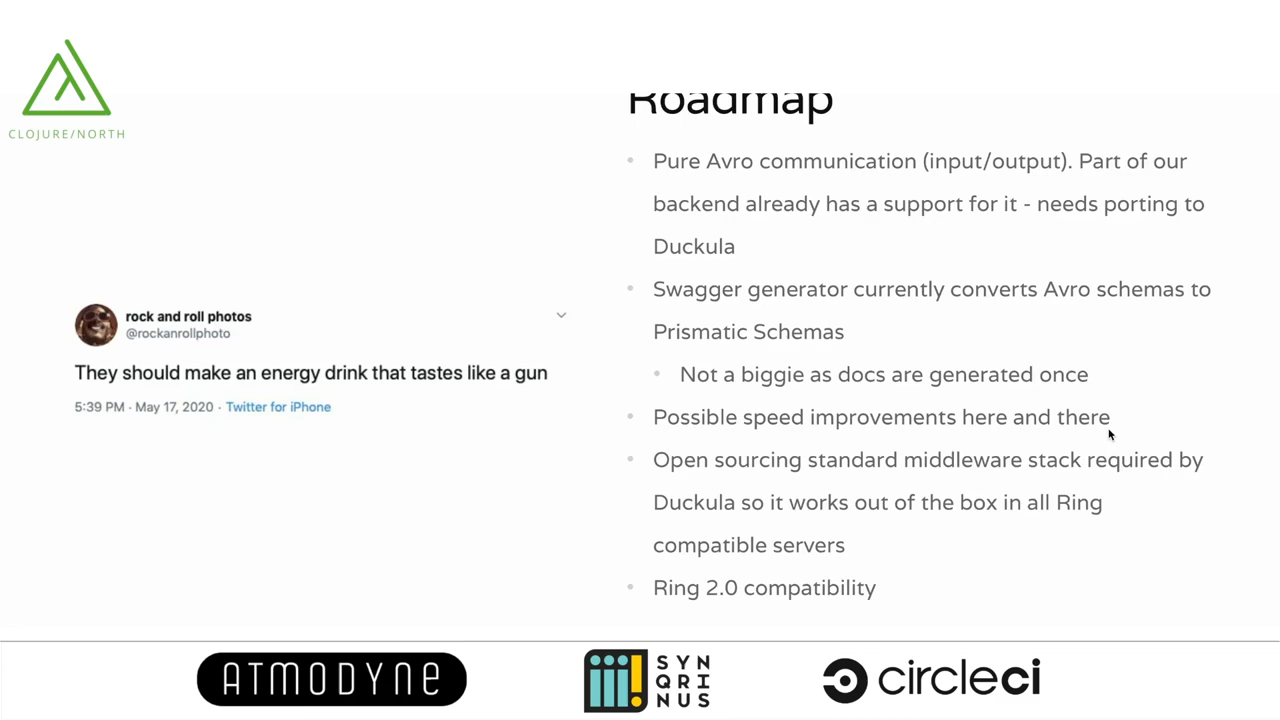 CLOJURE/NORTH
Roadmap
Pure Avro communication (input/output). Part of our
backend already has a support for it - needs porting to
Duckula
Swagger generator currently converts Avro schemas to
Prismatic Schemas
Not a biggie as docs are generated once
Possible speed improvements here and there
Open sourcing standard middleware stack required by
Duckula so it works out of the box in all Ring
compatible servers
Ring 2.0 compatibility
rock and roll photos
@rockanrollphoto
They should make an energy drink that tastes like a gun
5:39 PM · May 17, 2020 · Twitter for iPhone
ATMODYNE
SYN
QRI
NUS
circleci